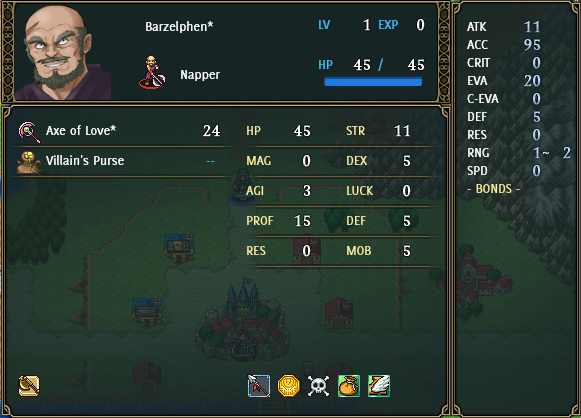 Barzelphen*
LV 1 EXP 0
Napper
HP 45 / 45
Axe of Love* 24
Villain's Purse --
HP 45 STR 11
MAG 0 DEX 5
AGI 3 LUCK 0
PROF 15 DEF 5
RES 0 MOB 5
ATK 11
ACC 95
CRIT 0
EVA 20
C-EVA 0
DEF 5
RES 0
RNG 1~ 2
SPD 0
- BONDS -